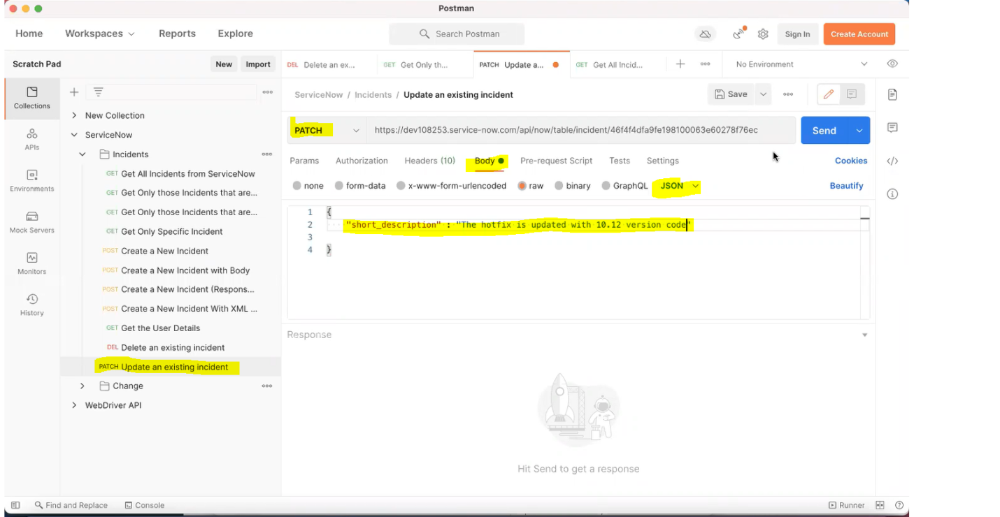 Postman
Home Workspaces Reports Explore Search Postman Sign In Create Account
Scratch Pad New Import
DEL Delete an ex... GET Get Only th... PATCH Update a... GET Get All Incid... No Environment
ServiceNow / Incidents / Update an existing incident Save
PATCH https://dev108253.service-now.com/api/now/table/incident/46f4f4dfa9fe198100063e60278f76ec Send
Params Authorization Headers (10) Body Pre-request Script Tests Settings Cookies
none form-data x-www-form-urlencoded raw binary GraphQL JSON Beautify
1 {
2 "short_description" : "The hotfix is updated with 10.12 version code"
3
4 }
Response
Hit Send to get a response
Collections
APIs
Environments
Mock Servers
Monitors
History
New Collection
ServiceNow
Incidents
GET Get All Incidents from ServiceNow
GET Get Only those Incidents that are...
GET Get Only those Incidents that are...
GET Get Only Specific Incident
POST Create a New Incident
POST Create a New Incident with Body
POST Create a New Incident (Respons...
POST Create a New Incident With XML ...
GET Get the User Details
DEL Delete an existing incident
PATCH Update an existing incident
Change
WebDriver API
Find and Replace Console Runner